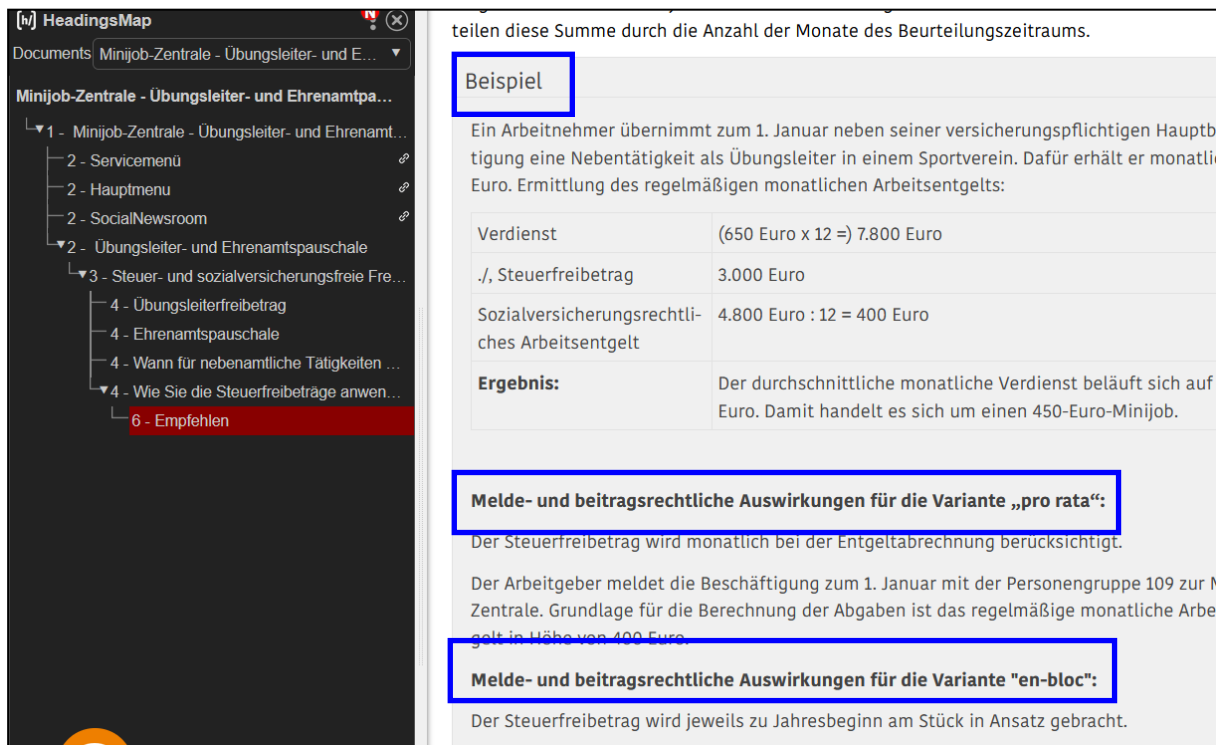 [h/] HeadingsMap
N
Documents Minijob-Zentrale - Übungsleiter- und E...
Minijob-Zentrale - Übungsleiter- und Ehrenamtpa...
1 - Minijob-Zentrale - Übungsleiter- und Ehrenamt...
2 - Servicemenü
2 - Hauptmenu
2 - SocialNewsroom
2 - Übungsleiter- und Ehrenamtspauschale
3 - Steuer- und sozialversicherungsfreie Fre...
4 - Übungsleiterfreibetrag
4 - Ehrenamtspauschale
4 - Wann für nebenamtliche Tätigkeiten ...
4 - Wie Sie die Steuerfreibeträge anwen...
6 - Empfehlen
teilen diese Summe durch die Anzahl der Monate des Beurteilungszeitraums.
Beispiel
Ein Arbeitnehmer übernimmt zum 1. Januar neben seiner versicherungspflichtigen Hauptb
tigung eine Nebentätigkeit als Übungsleiter in einem Sportverein. Dafür erhält er monatli
Euro. Ermittlung des regelmäßigen monatlichen Arbeitsentgelts:
Verdienst (650 Euro x 12 =) 7.800 Euro
./, Steuerfreibetrag 3.000 Euro
Sozialversicherungsrechtli- 4.800 Euro : 12 = 400 Euro
ches Arbeitsentgelt
Ergebnis: Der durchschnittliche monatliche Verdienst beläuft sich auf
Euro. Damit handelt es sich um einen 450-Euro-Minijob.
Melde- und beitragsrechtliche Auswirkungen für die Variante „pro rata“:
Der Steuerfreibetrag wird monatlich bei der Entgeltabrechnung berücksichtigt.
Der Arbeitgeber meldet die Beschäftigung zum 1. Januar mit der Personengruppe 109 zur
Zentrale. Grundlage für die Berechnung der Abgaben ist das regelmäßige monatliche Arbe
gelt in Höhe von 400 Euro.
Melde- und beitragsrechtliche Auswirkungen für die Variante "en-bloc":
Der Steuerfreibetrag wird jeweils zu Jahresbeginn am Stück in Ansatz gebracht.